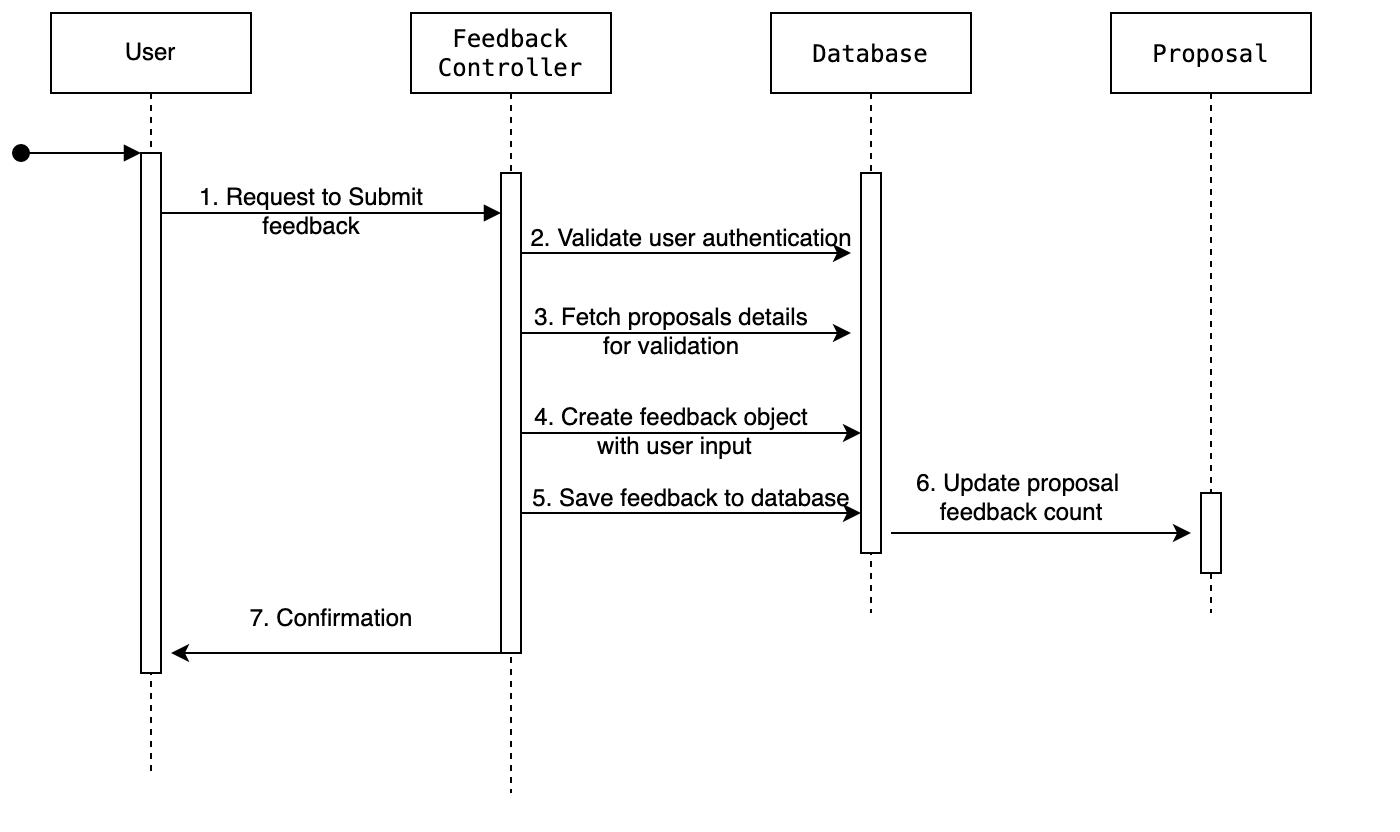 User
Feedback
Controller
Database
Proposal
1. Request to Submit
feedback
2. Validate user authentication
3. Fetch proposals details
for validation
4. Create feedback object
with user input
5. Save feedback to database
6. Update proposal
feedback count
7. Confirmation